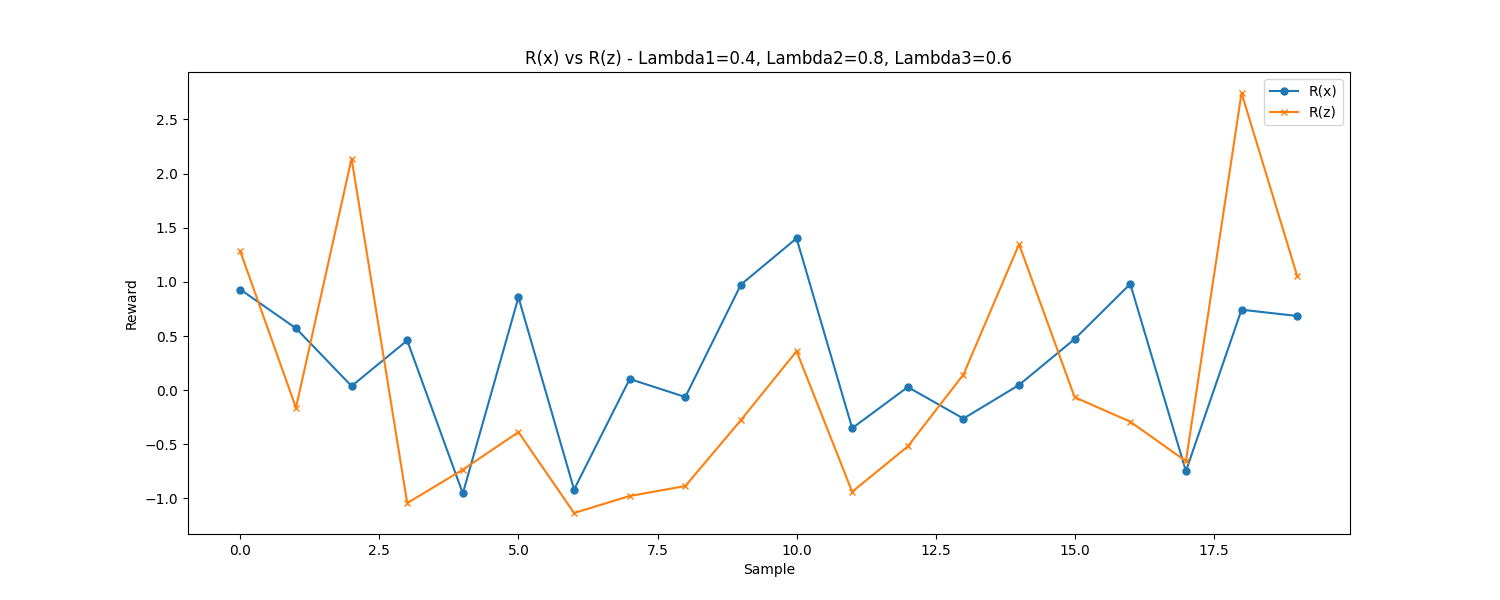 R(x) vs R(z) - Lambda1=0.4, Lambda2=0.8, Lambda3=0.6
R(x)
R(z)
2.5
2.0
1.5
1.0
0.5
0.0
−0.5
−1.0
Reward
0.0 2.5 5.0 7.5 10.0 12.5 15.0 17.5
Sample